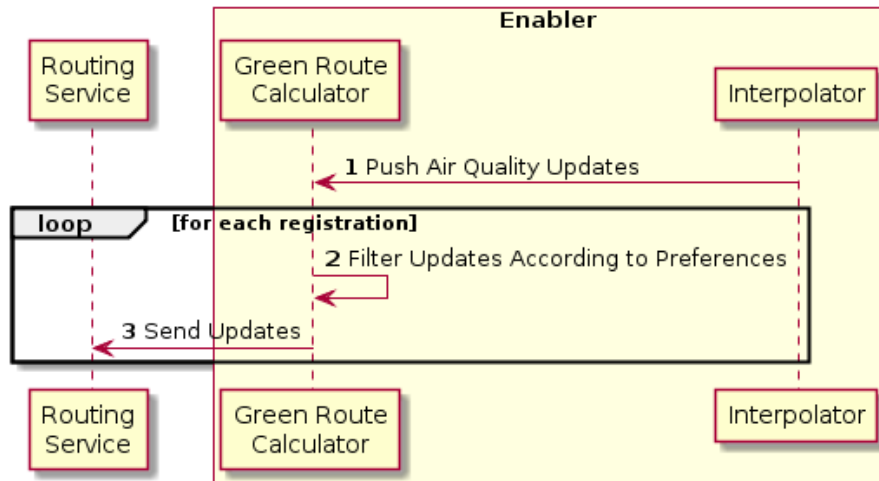 Enabler
Routing
Service
Green Route
Calculator
Interpolator
1 Push Air Quality Updates
loop
[for each registration]
2 Filter Updates According to Preferences
3 Send Updates
Routing
Service
Green Route
Calculator
Interpolator